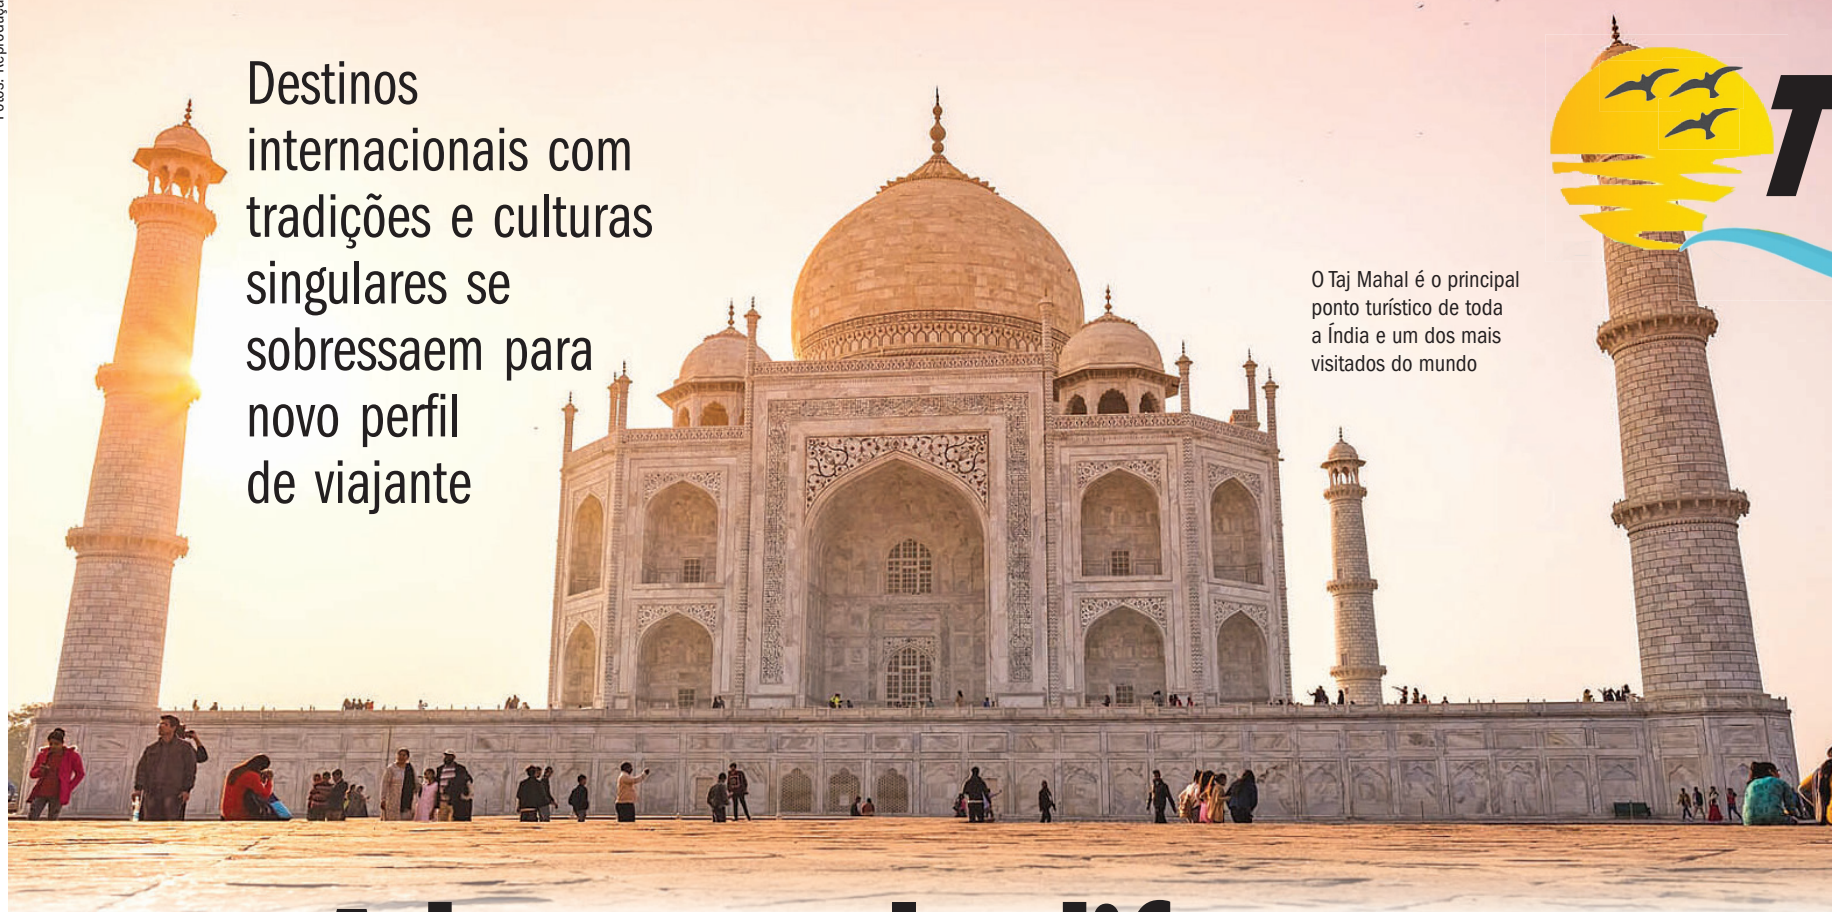 Destinos
internacionais com
tradições e culturas
singulares se
sobressaem para
novo perfil
de viajante
O Taj Mahal é o principal
ponto turístico de toda
a Índia e um dos mais
visitados do mundo
T